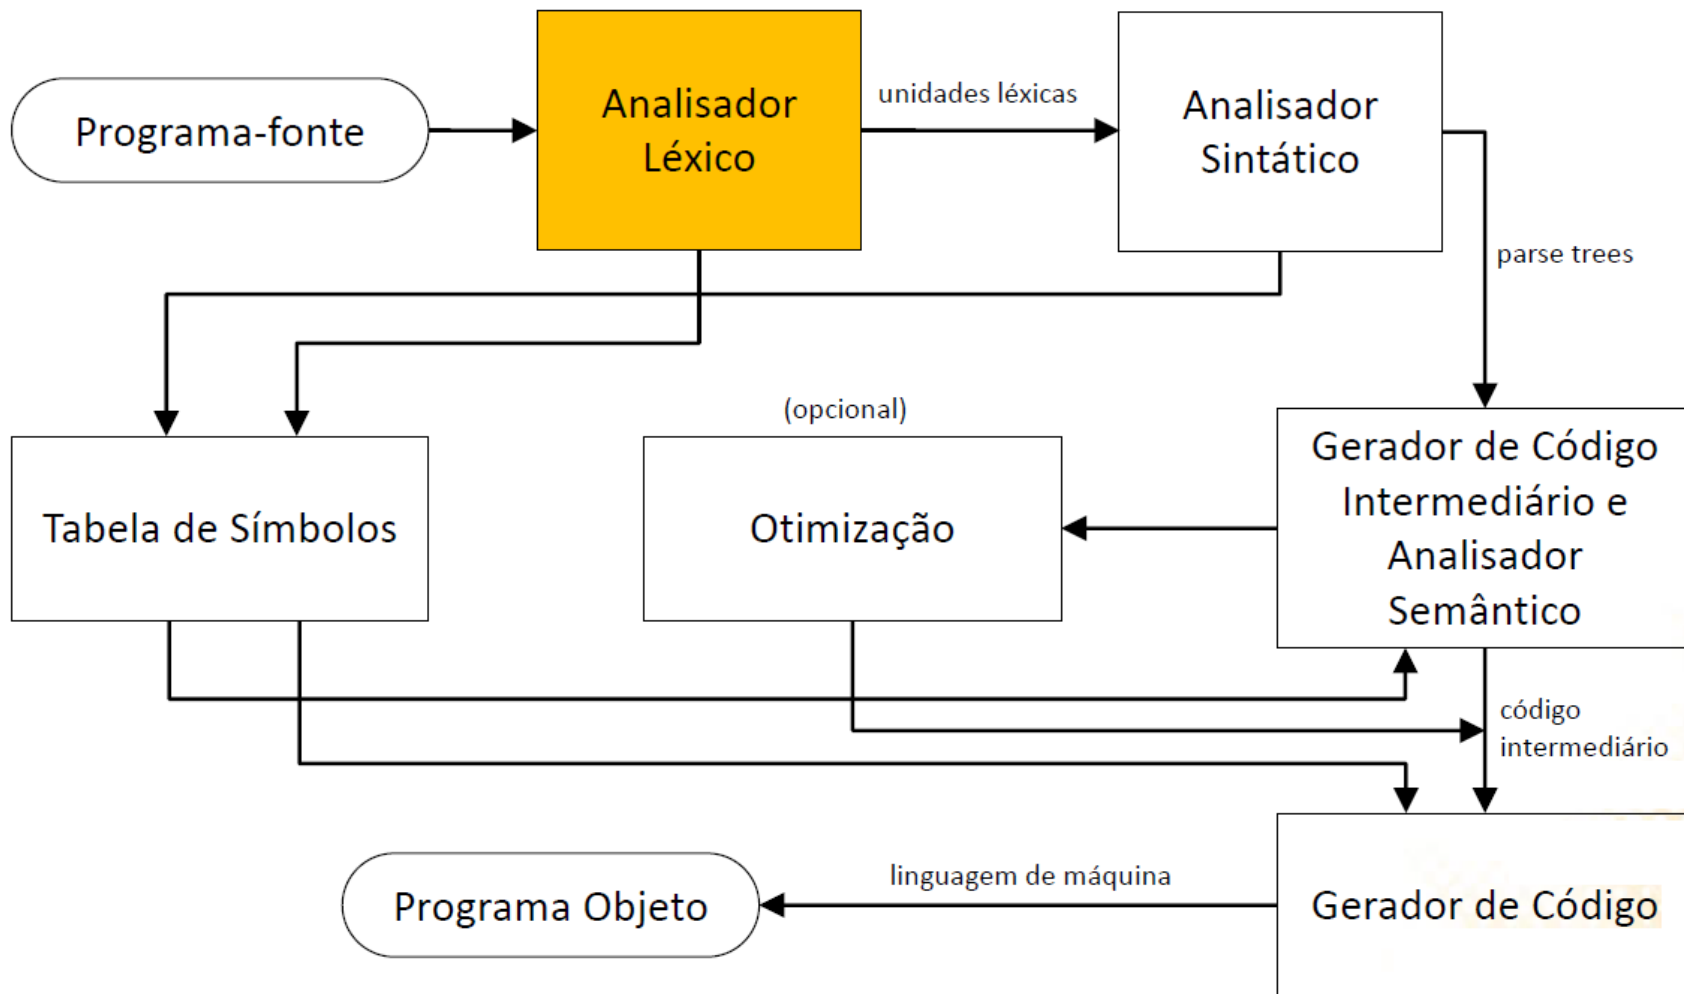 Programa-fonte
Analisador
Léxico
unidades léxicas
Analisador
Sintático
parse trees
(opcional)
Tabela de Símbolos
Otimização
Gerador de Código
Intermediário e
Analisador
Semântico
código
intermediário
Programa Objeto
linguagem de máquina
Gerador de Código